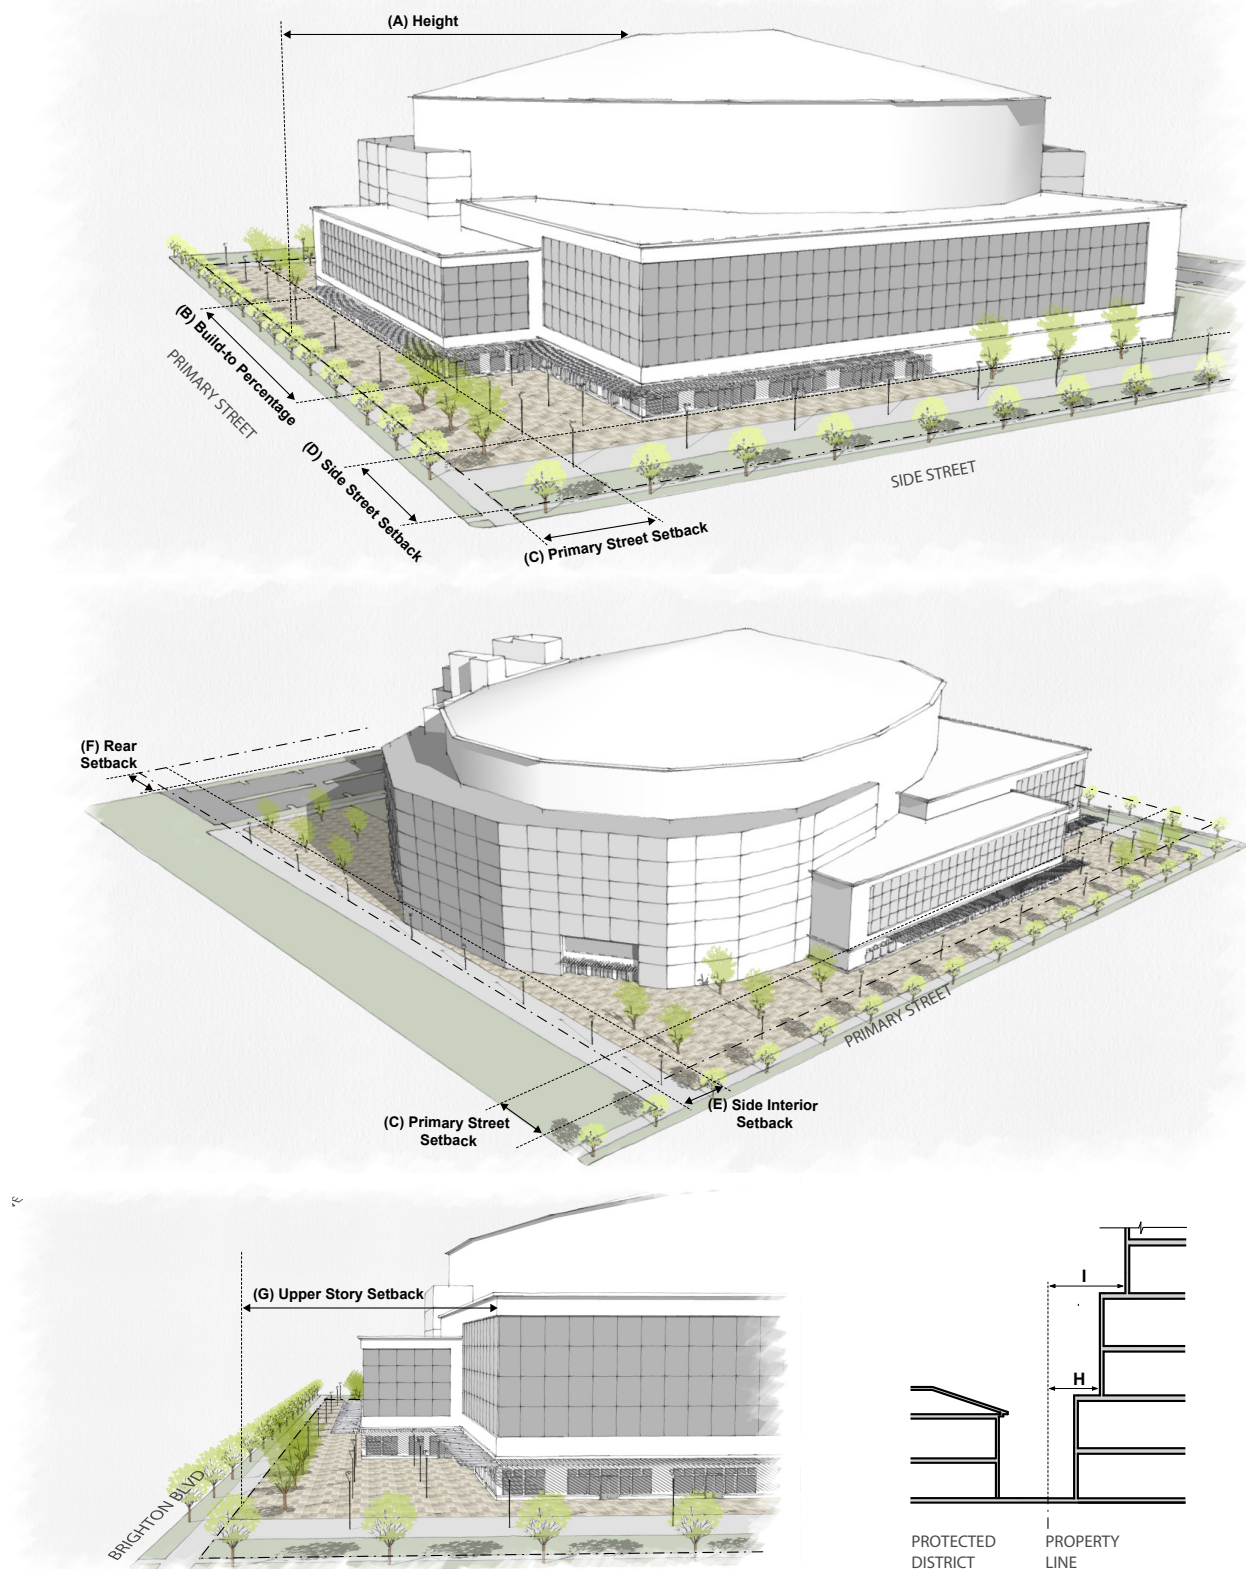 (A) Height
(B) Build-to Percentage
PRIMARY STREET
(D) Side Street Setback
(C) Primary Street Setback
SIDE STREET
(F) Rear
Setback
PRIMARY STREET
(C) Primary Street
Setback
(E) Side Interior
Setback
(G) Upper Story Setback
BRIGHTON BLVD
I
H
PROTECTED
DISTRICT
PROPERTY
LINE